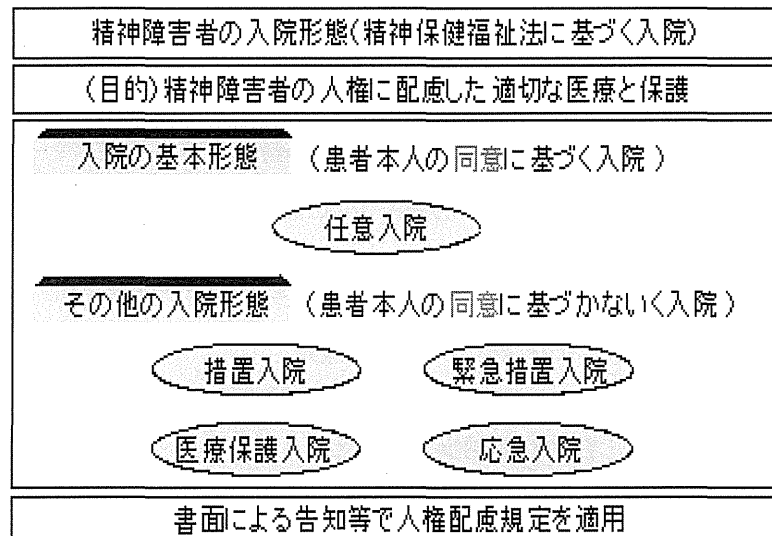 精神障害者の入院形態(精神保健福祉法に基づく入院)
(目的)精神障害者の人権に配慮した適切な医療と保護
入院の基本形態 (患者本人の同意に基づく入院)
任意入院
その他の入院形態 (患者本人の同意に基づかないく入院)
措置入院 緊急措置入院
医療保護入院 応急入院
書面による告知等で人権配慮規定を適用